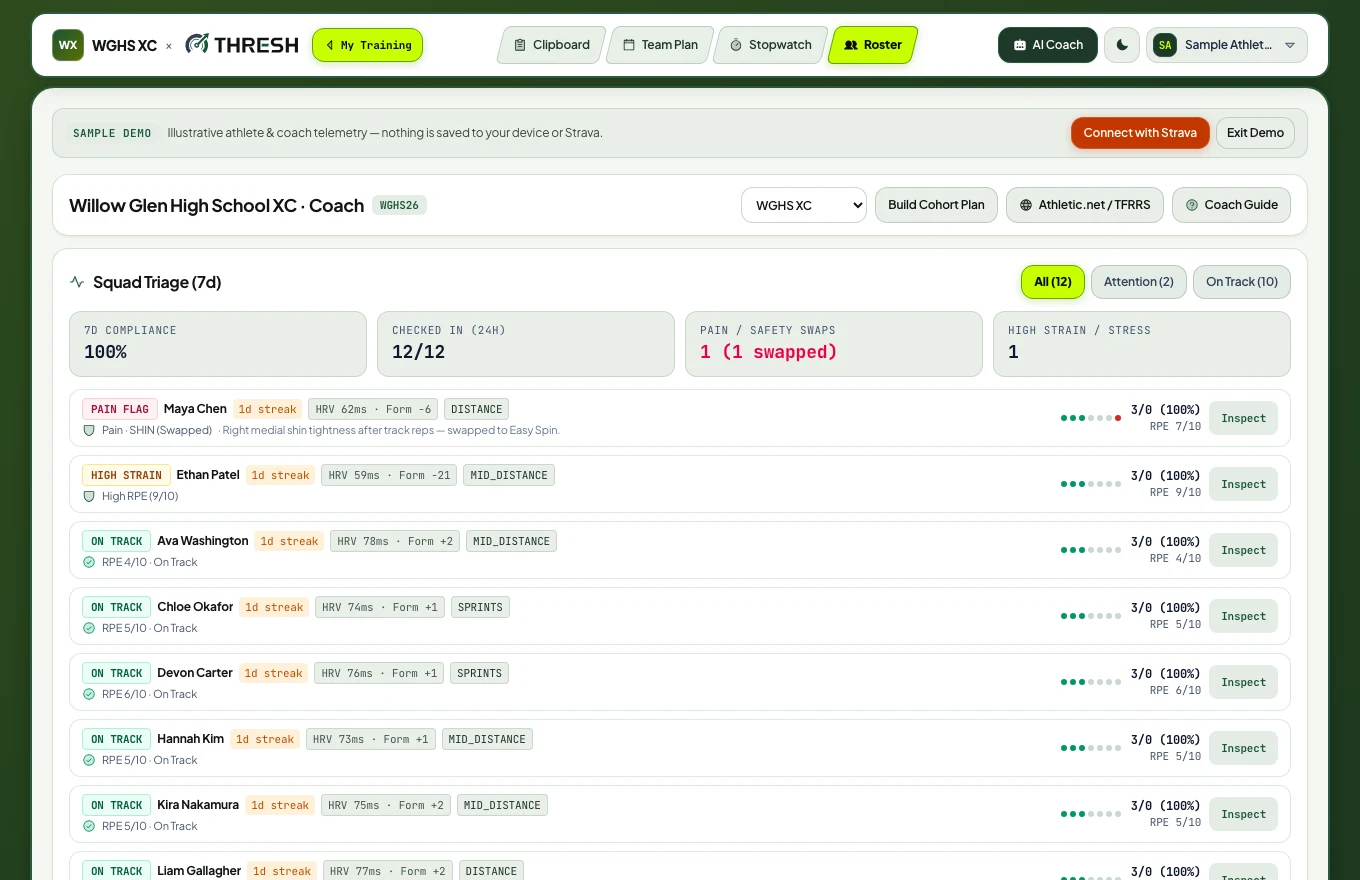 WX WGHS XC × THRESH My Training Clipboard Team Plan Stopwatch Roster AI Coach SA Sample Athlet...
SAMPLE DEMO Illustrative athlete & coach telemetry — nothing is saved to your device or Strava. Connect with Strava Exit Demo
Willow Glen High School XC · Coach WGHS26 WGHS XC Build Cohort Plan Athletic.net / TFRRS Coach Guide
Squad Triage (7d) All (12) Attention (2) On Track (10)
7D COMPLIANCE CHECKED IN (24H) PAIN / SAFETY SWAPS HIGH STRAIN / STRESS
100% 12/12 1 (1 swapped) 1
PAIN FLAG Maya Chen 1d streak HRV 62ms · Form -6 DISTANCE 3/0 (100%) Inspect
Pain · SHIN (Swapped) · Right medial shin tightness after track reps — swapped to Easy Spin. RPE 7/10
HIGH STRAIN Ethan Patel 1d streak HRV 59ms · Form -21 MID_DISTANCE 3/0 (100%) Inspect
High RPE (9/10) RPE 9/10
ON TRACK Ava Washington 1d streak HRV 78ms · Form +2 MID_DISTANCE 3/0 (100%) Inspect
RPE 4/10 · On Track RPE 4/10
ON TRACK Chloe Okafor 1d streak HRV 74ms · Form +1 SPRINTS 3/0 (100%) Inspect
RPE 5/10 · On Track RPE 5/10
ON TRACK Devon Carter 1d streak HRV 76ms · Form +1 SPRINTS 3/0 (100%) Inspect
RPE 6/10 · On Track RPE 6/10
ON TRACK Hannah Kim 1d streak HRV 73ms · Form +1 MID_DISTANCE 3/0 (100%) Inspect
RPE 5/10 · On Track RPE 5/10
ON TRACK Kira Nakamura 1d streak HRV 75ms · Form +2 MID_DISTANCE 3/0 (100%) Inspect
RPE 5/10 · On Track RPE 5/10
ON TRACK Liam Gallagher 1d streak HRV 77ms · Form +2 DISTANCE 3/0 (100%) Inspect